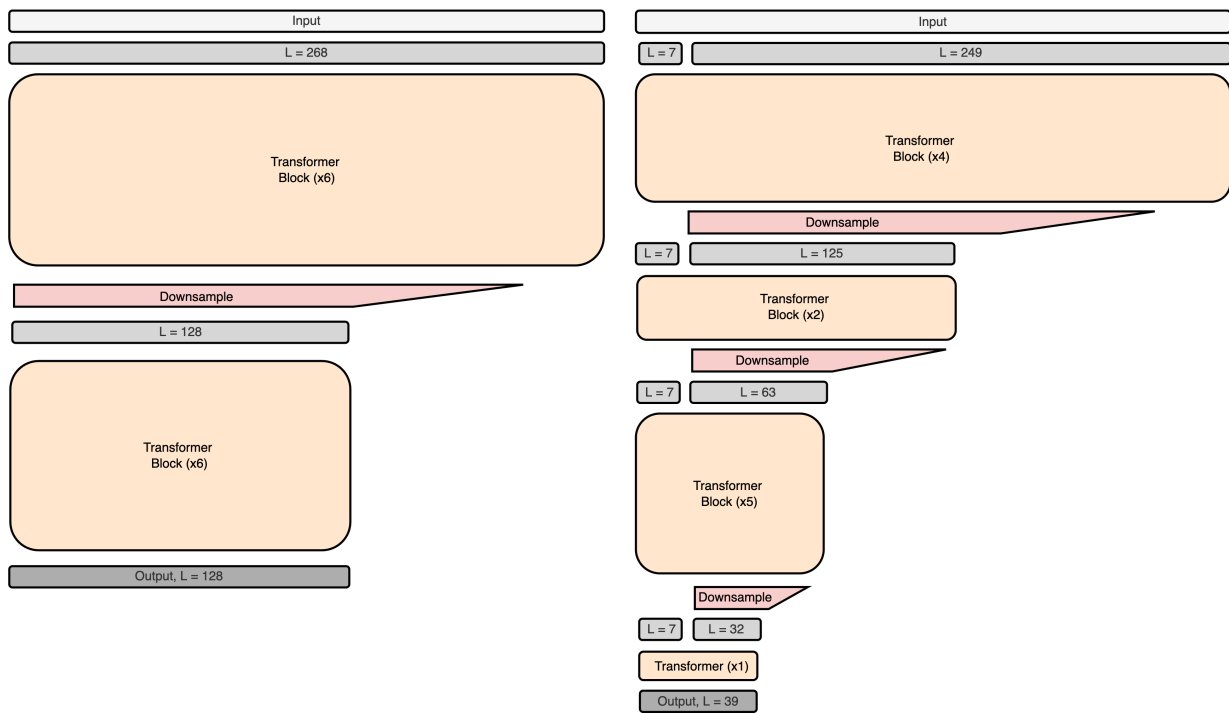 Input
L = 268
Transformer
Block (x6)
Downsample
L = 128
Transformer
Block (x6)
Output, L = 128
Input
L = 7
L = 249
Transformer
Block (x4)
Downsample
L = 7
L = 125
Transformer
Block (x2)
Downsample
L = 7
L = 63
Transformer
Block (x5)
Downsample
L = 7
L = 32
Transformer (x1)
Output, L = 39